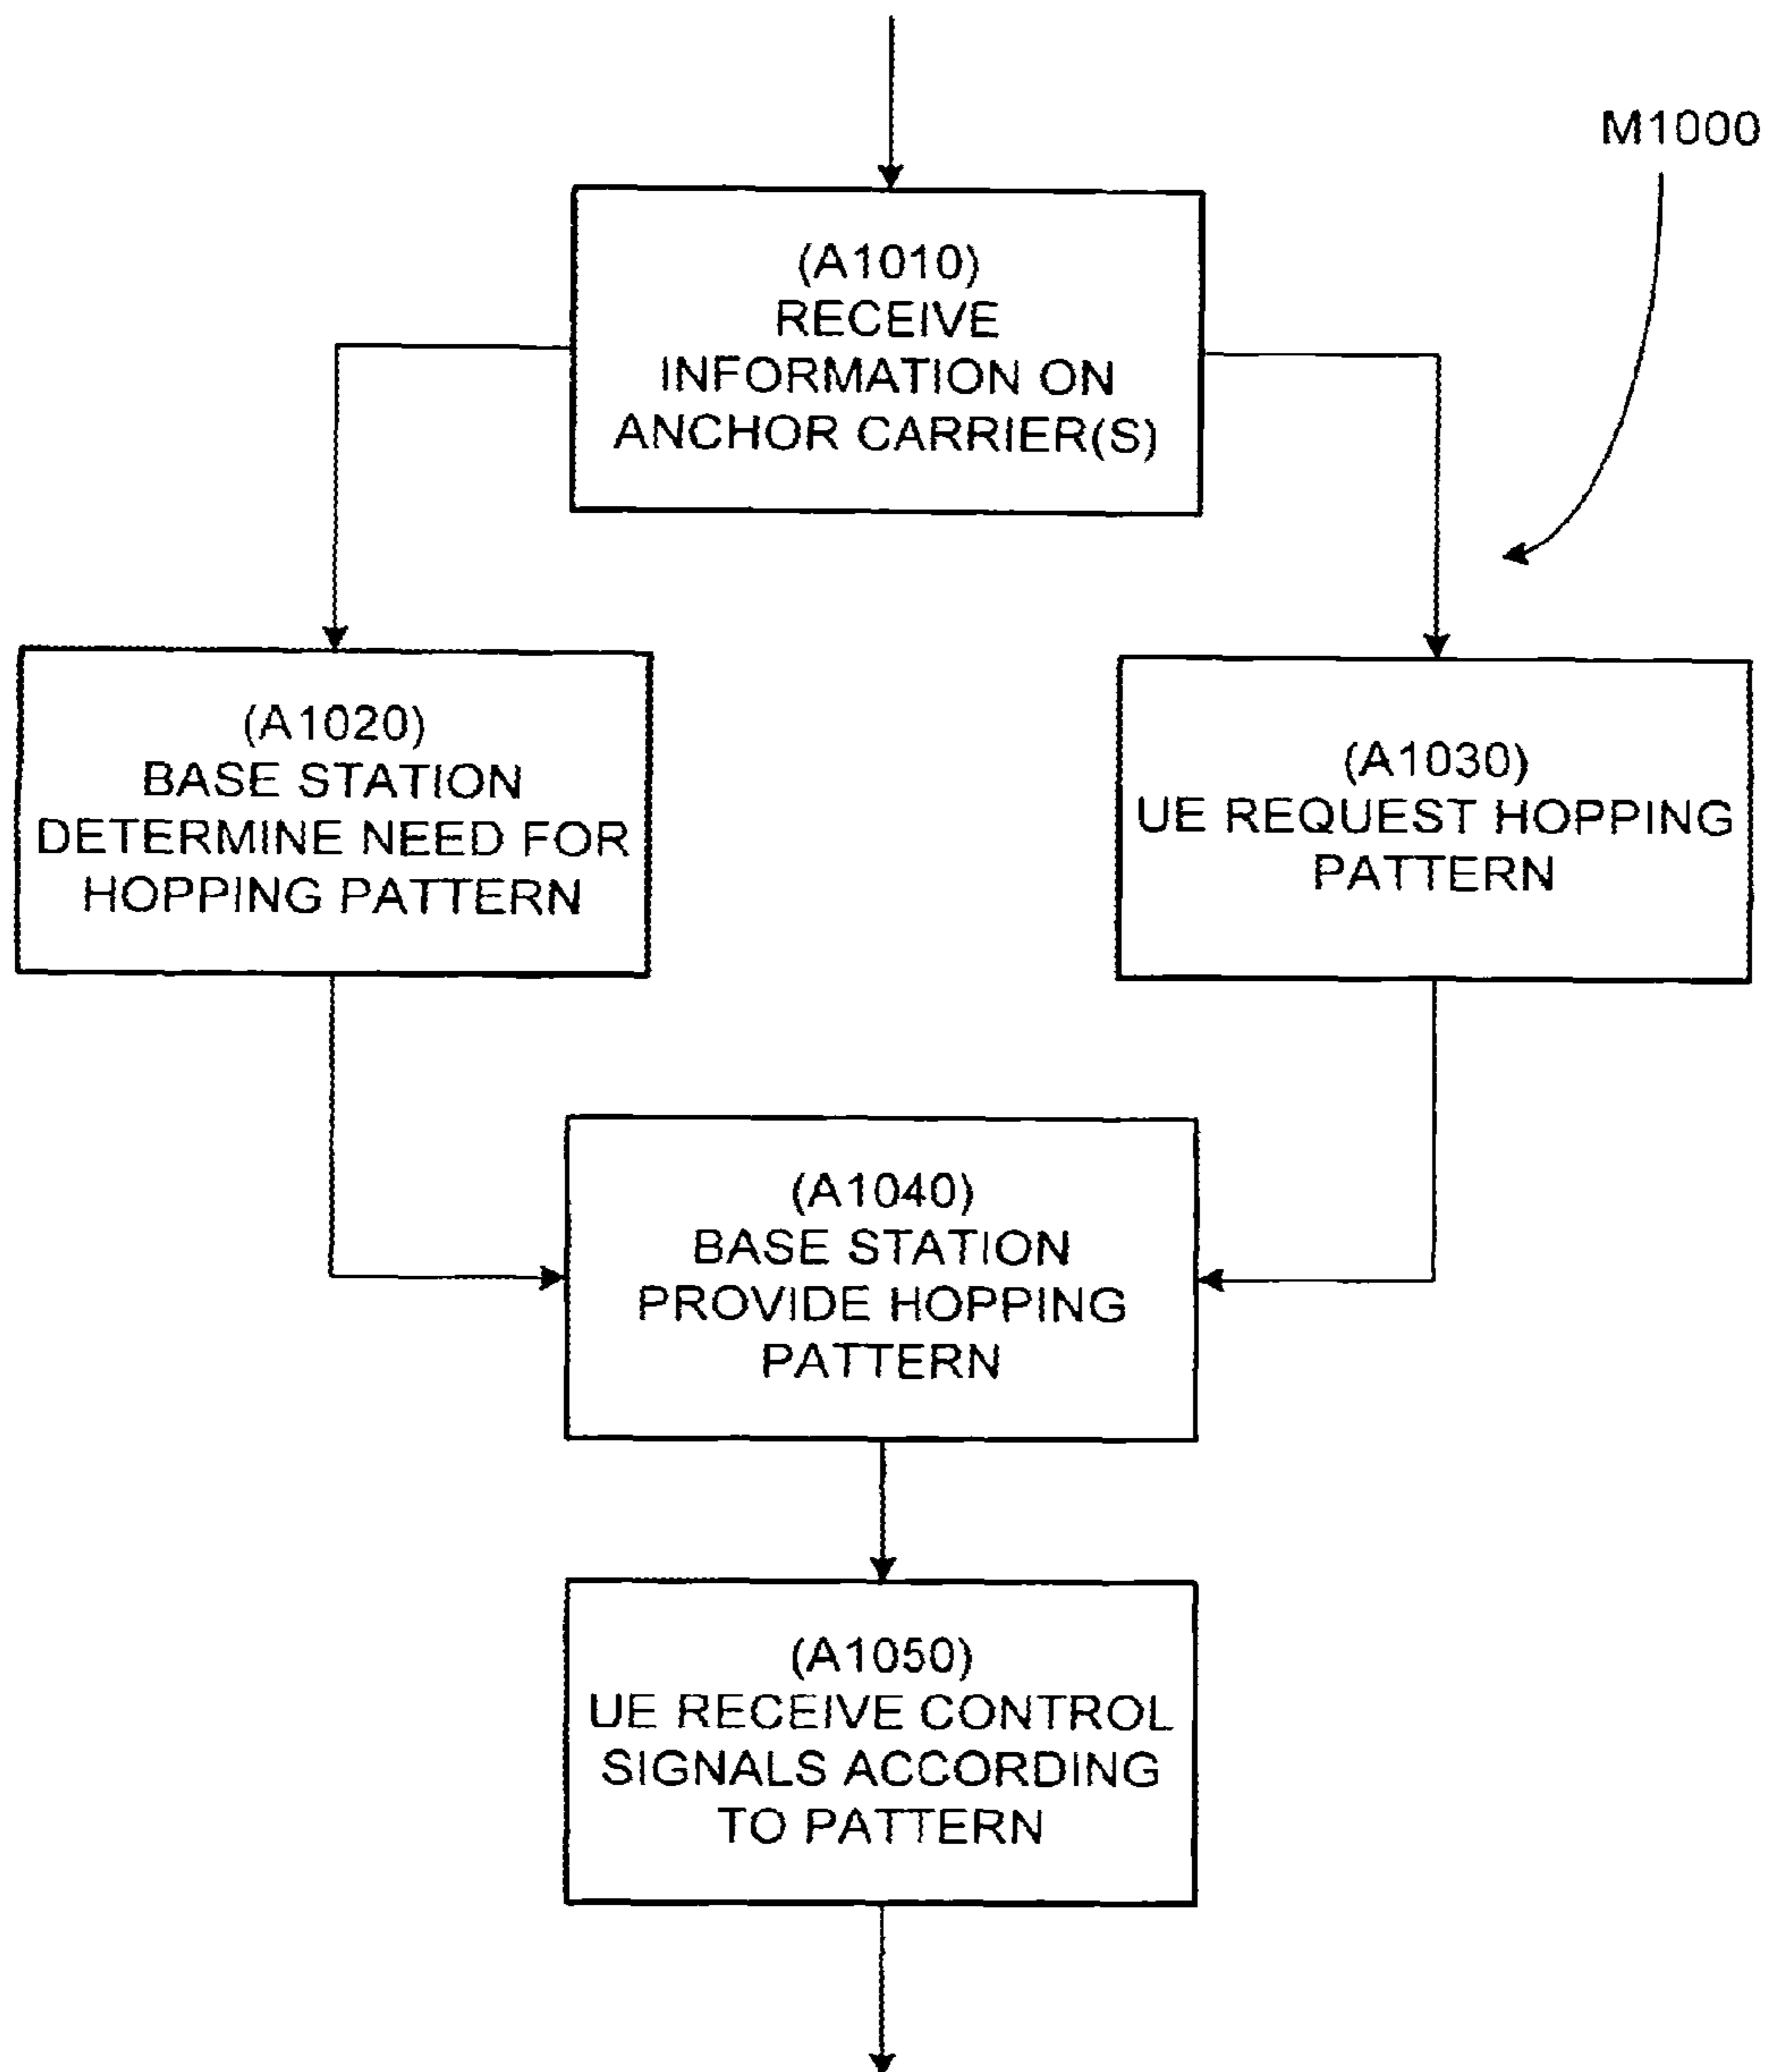 M1000
(A1010)
RECEIVE
INFORMATION ON
ANCHOR CARRIER(S)
(A1020)
BASE STATION
DETERMINE NEED FOR
HOPPING PATTERN
(A1030)
UE REQUEST HOPPING
PATTERN
(A1040)
BASE STATION
PROVIDE HOPPING
PATTERN
(A1050)
UE RECEIVE CONTROL
SIGNALS ACCORDING
TO PATTERN